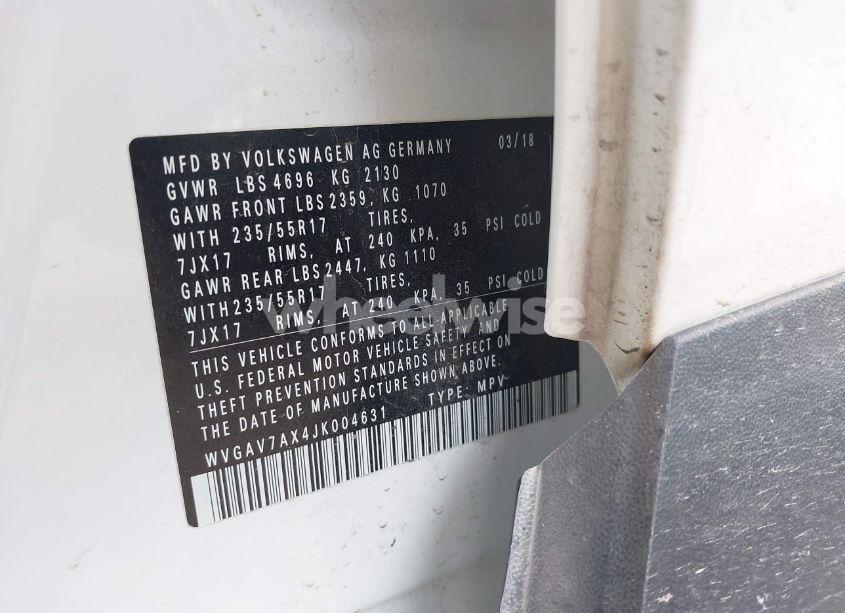 MFD BY VOLKSWAGEN AG GERMANY 03/18
GVWR LBS 4696 KG 2130
GAWR FRONT LBS 2359, KG 1070
WITH 235/55R17 TIRES,
7JX17 RIMS, AT 240 KPA, 35 PSI COLD
GAWR REAR LBS 2447, KG 1110
WITH 235/55R17 TIRES,
7JX17 RIMS, AT 240 KPA, 35 PSI COLD
THIS VEHICLE CONFORMS TO ALL APPLICABLE
U.S. FEDERAL MOTOR VEHICLE SAFETY AND
THEFT PREVENTION STANDARDS IN EFFECT ON
THE DATE OF MANUFACTURE SHOWN ABOVE.
WVGAV7AX4JK004631 TYPE: MPV
wheelwise